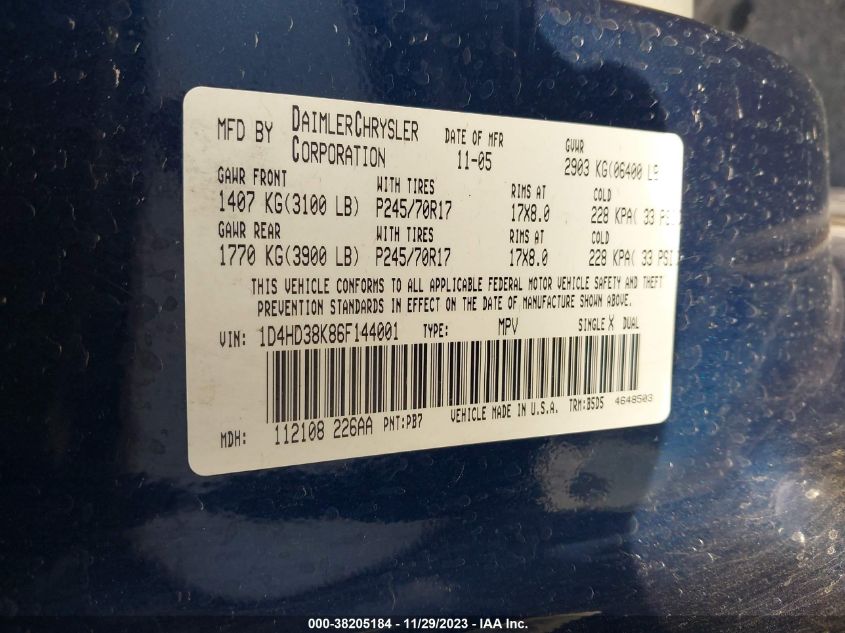 MFD BY DAIMLERCHRYSLER CORPORATION DATE OF MFR 11-05 GVWR 2903 KG(06400 LB
GAWR FRONT WITH TIRES RIMS AT COLD
1407 KG(3100 LB) P245/70R17 17X8.0 228 KPA( 33 PSI
GAWR REAR WITH TIRES RIMS AT COLD
1770 KG(3900 LB) P245/70R17 17X8.0 228 KPA( 33 PSI
THIS VEHICLE CONFORMS TO ALL APPLICABLE FEDERAL MOTOR VEHICLE SAFETY AND THEFT
PREVENTION STANDARDS IN EFFECT ON THE DATE OF MANUFACTURE SHOWN ABOVE.
VIN: 1D4HD38K86F144001 TYPE: MPV SINGLE X DUAL
MDH: 112108 226AA PNT:PB7 VEHICLE MADE IN U.S.A. TRM:B5D5 4648503
000-38205184 — 11/29/2023 — IAA Inc.